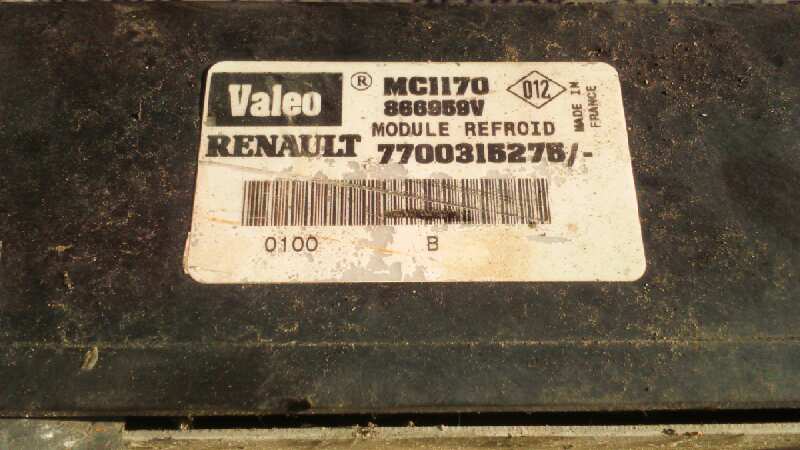 Valeo ® MC1170 012
866959V
MODULE REFROID
RENAULT 7700315275/-
MADE IN
FRANCE
0100 B